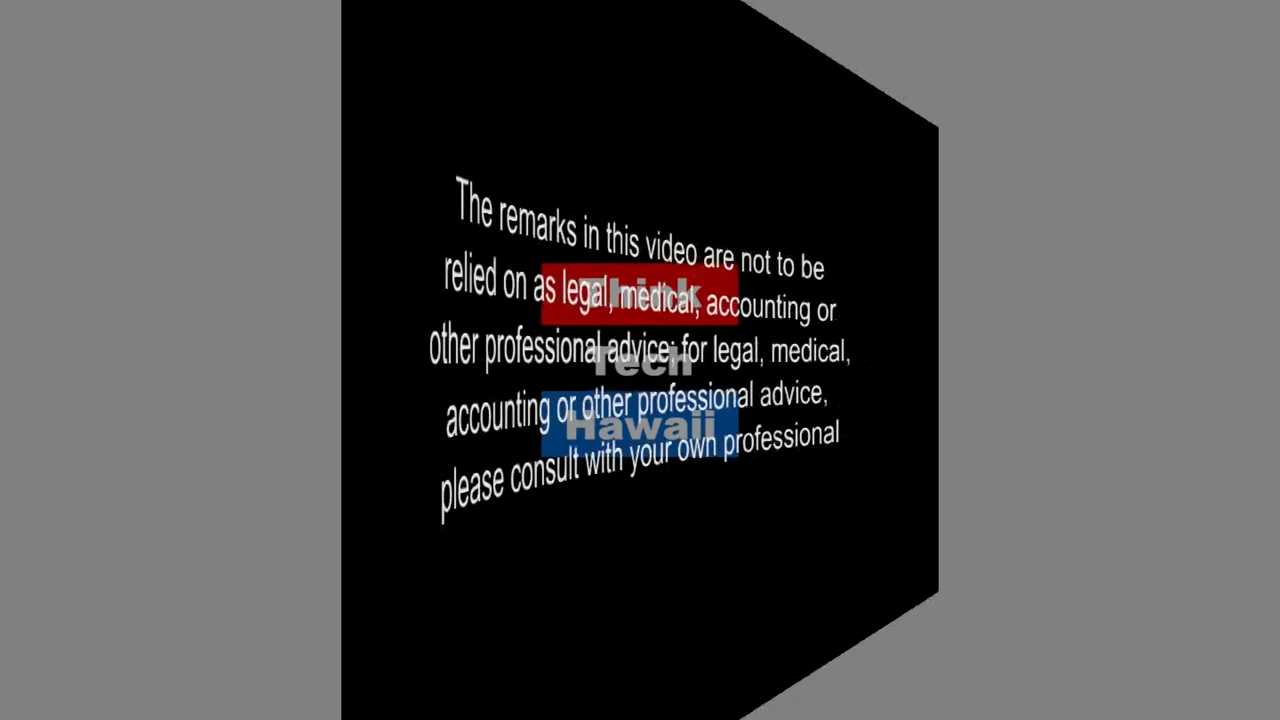 The remarks in this video are not to be
relied on as legal, medical, accounting or
other professional advice; for legal, medical,
accounting or other professional advice,
please consult with your own professional
Think
Tech
Hawaii